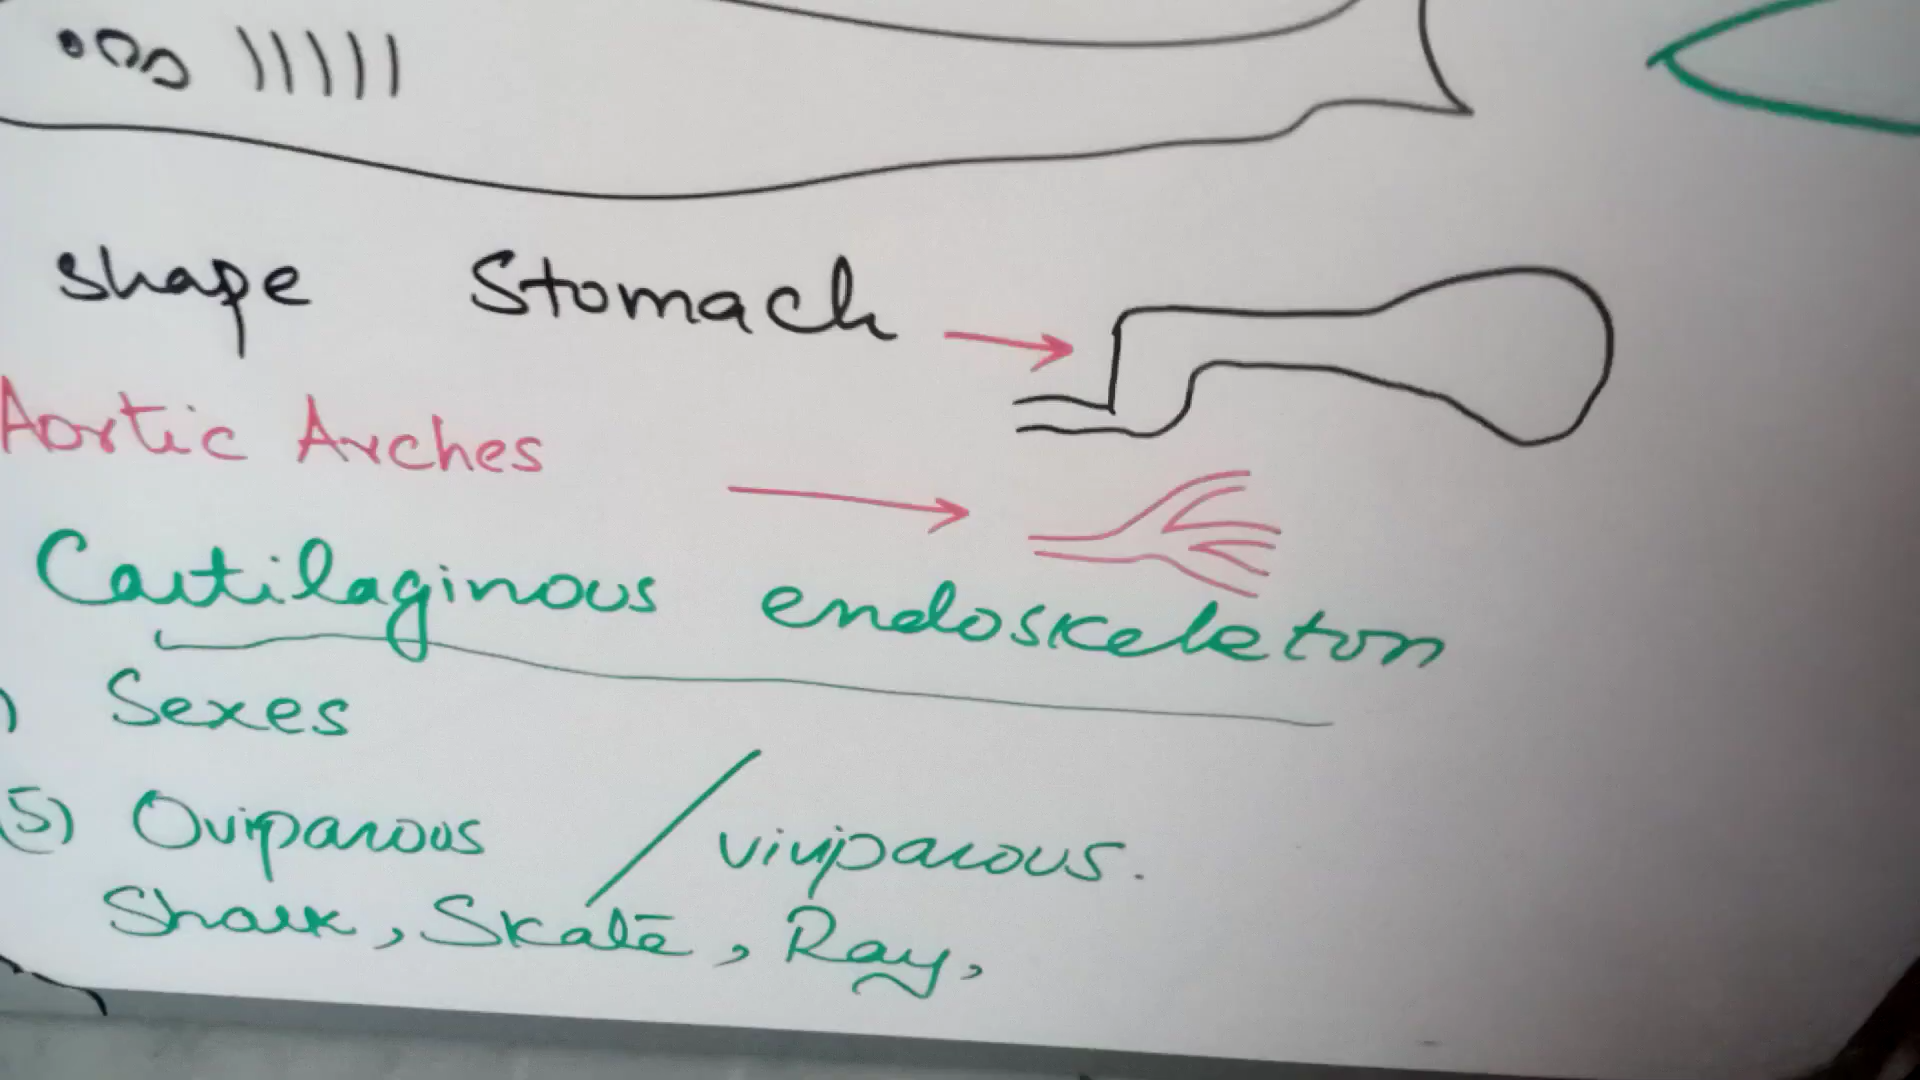 shape Stomach
Aortic Arches
Cartilaginous endoskeleton
) Sexes
(5) Oviparous / viviparous.
Shark, Skate, Ray,